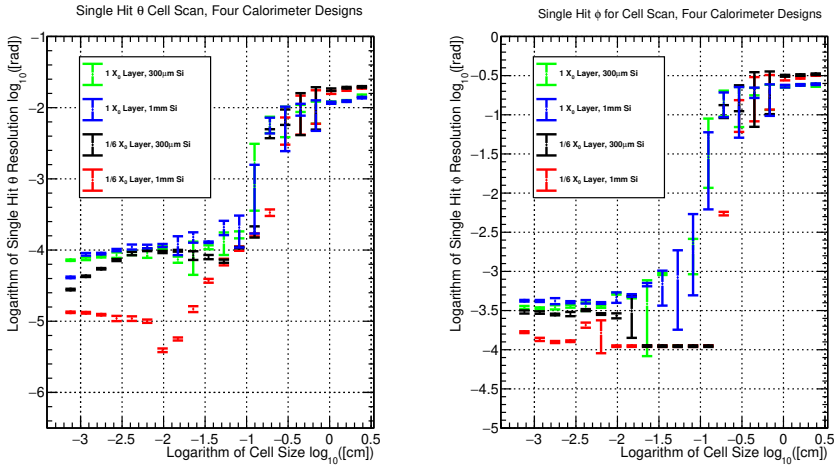 Single Hit θ Cell Scan, Four Calorimeter Designs
Logarithm of Single Hit θ Resolution log₁₀([rad])
−1
−2
−3
−4
−5
−6
1 X₀ Layer, 300μm Si
1 X₀ Layer, 1mm Si
1/6 X₀ Layer, 300μm Si
1/6 X₀ Layer, 1mm Si
−3 −2.5 −2 −1.5 −1 −0.5 0 0.5
Logarithm of Cell Size log₁₀([cm])
Single Hit ϕ for Cell Scan, Four Calorimeter Designs
Logarithm of Single Hit ϕ Resolution log₁₀([rad])
0
−0.5
−1
−1.5
−2
−2.5
−3
−3.5
−4
−4.5
−5
1 X₀ Layer, 300μm Si
1 X₀ Layer, 1mm Si
1/6 X₀ Layer, 300μm Si
1/6 X₀ Layer, 1mm Si
−3 −2.5 −2 −1.5 −1 −0.5 0 0.5
Logarithm of Cell Size log₁₀([cm])